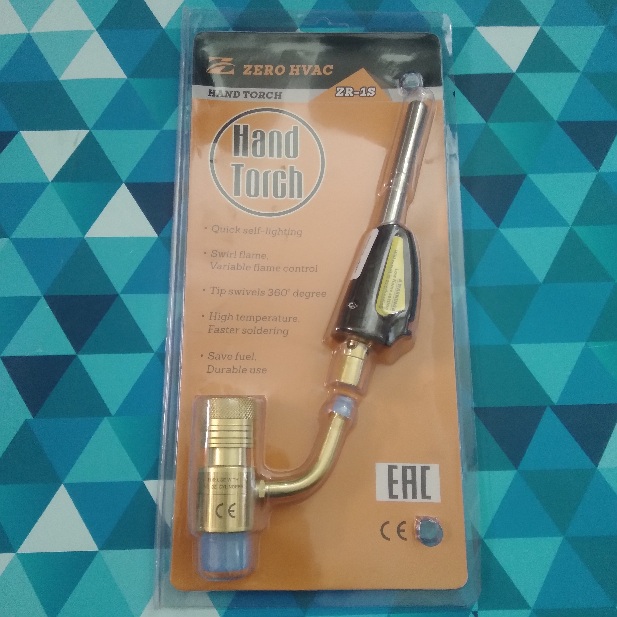 ZERO HVAC
HAND TORCH
ZR-1S
Hand
Torch
• Quick self-lighting
• Swirl flame,
Variable flame control
• Tip swivels 360° degree
• High temperature
Faster soldering
• Save fuel,
Durable use
CE
EAC
CE